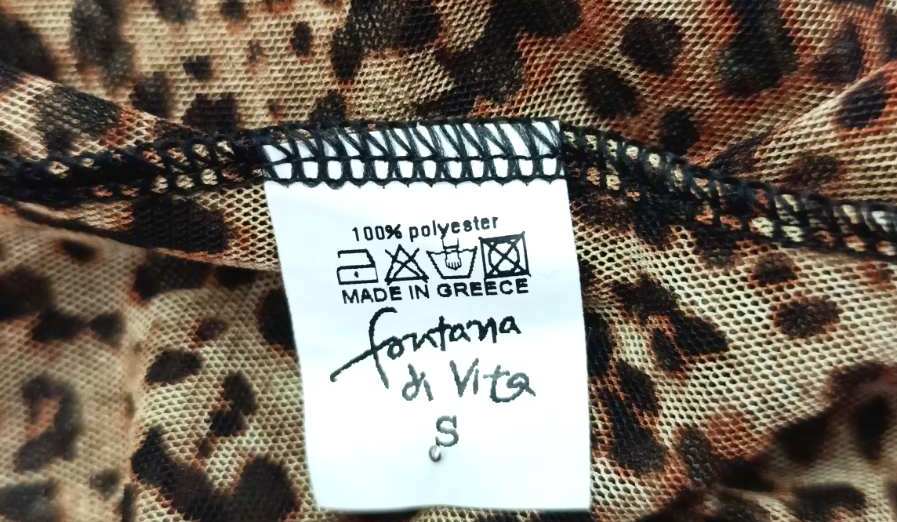 100% polyester
MADE IN GREECE
fontana
di Vita
S